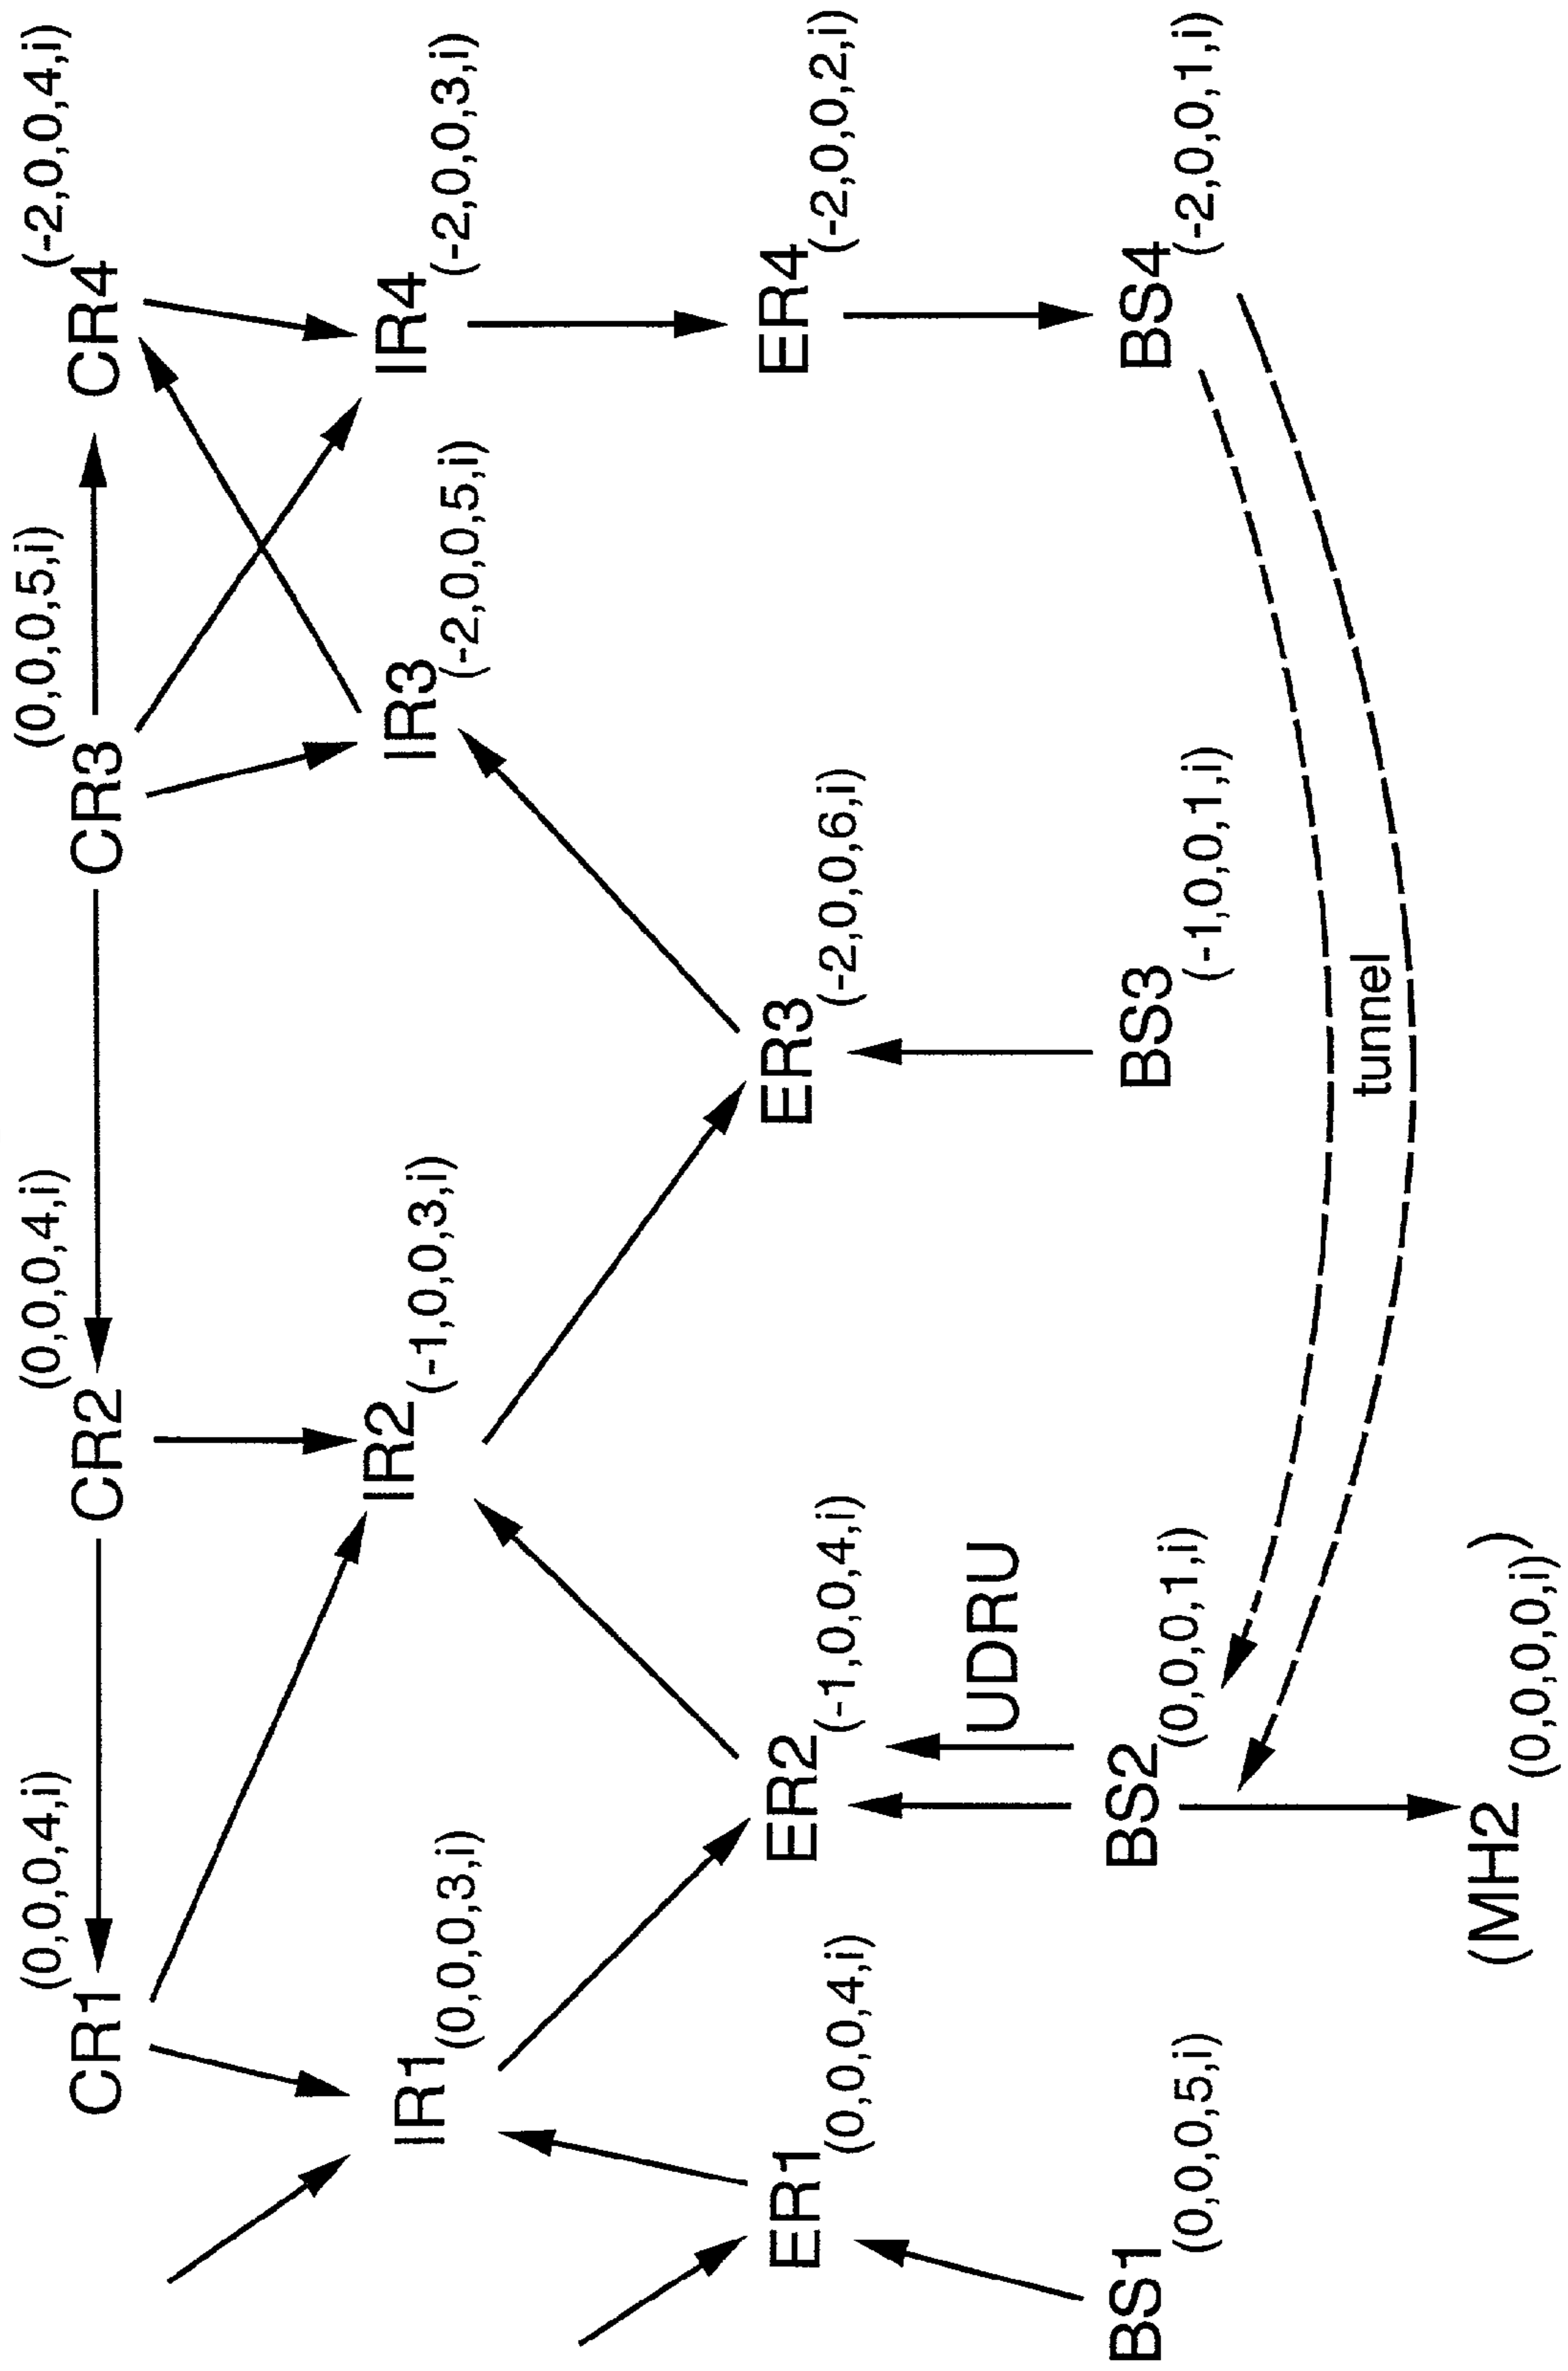 CR1
(0,0,0,4,i)
CR2
(0,0,0,4,i)
CR3
(0,0,0,5,i)
CR4
(-2,0,0,4,i)
IR1
(0,0,0,3,i)
IR2
(-1,0,0,3,i)
IR3
(-2,0,0,5,i)
IR4
(-2,0,0,3,i)
ER1
(0,0,0,4,i)
ER2
(-1,0,0,4,i)
ER3
(-2,0,0,6,i)
ER4
(-2,0,0,2,i)
UDRU
BS1
(0,0,0,5,i)
BS2
(0,0,0,1,i)
BS3
(-1,0,0,1,i)
BS4
(-2,0,0,1,i)
tunnel
(MH2
(0,0,0,0,i))